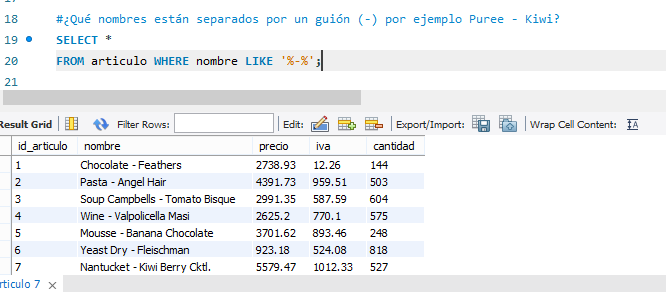 18 #¿Qué nombres están separados por un guión (-) por ejemplo Puree - Kiwi?
19 SELECT *
20 FROM articulo WHERE nombre LIKE '%-%';
21
Result Grid Filter Rows: Edit: Export/Import: Wrap Cell Content: IA
id_articulo nombre precio iva cantidad
1 Chocolate - Feathers 2738.93 12.26 144
2 Pasta - Angel Hair 4391.73 959.51 503
3 Soup Campbells - Tomato Bisque 2991.35 587.59 604
4 Wine - Valpolicella Masi 2625.2 770.1 575
5 Mousse - Banana Chocolate 3701.62 893.46 248
6 Yeast Dry - Fleischman 923.18 524.08 818
7 Nantucket - Kiwi Berry Cktl. 5579.47 1012.33 527
rticulo 7 ×